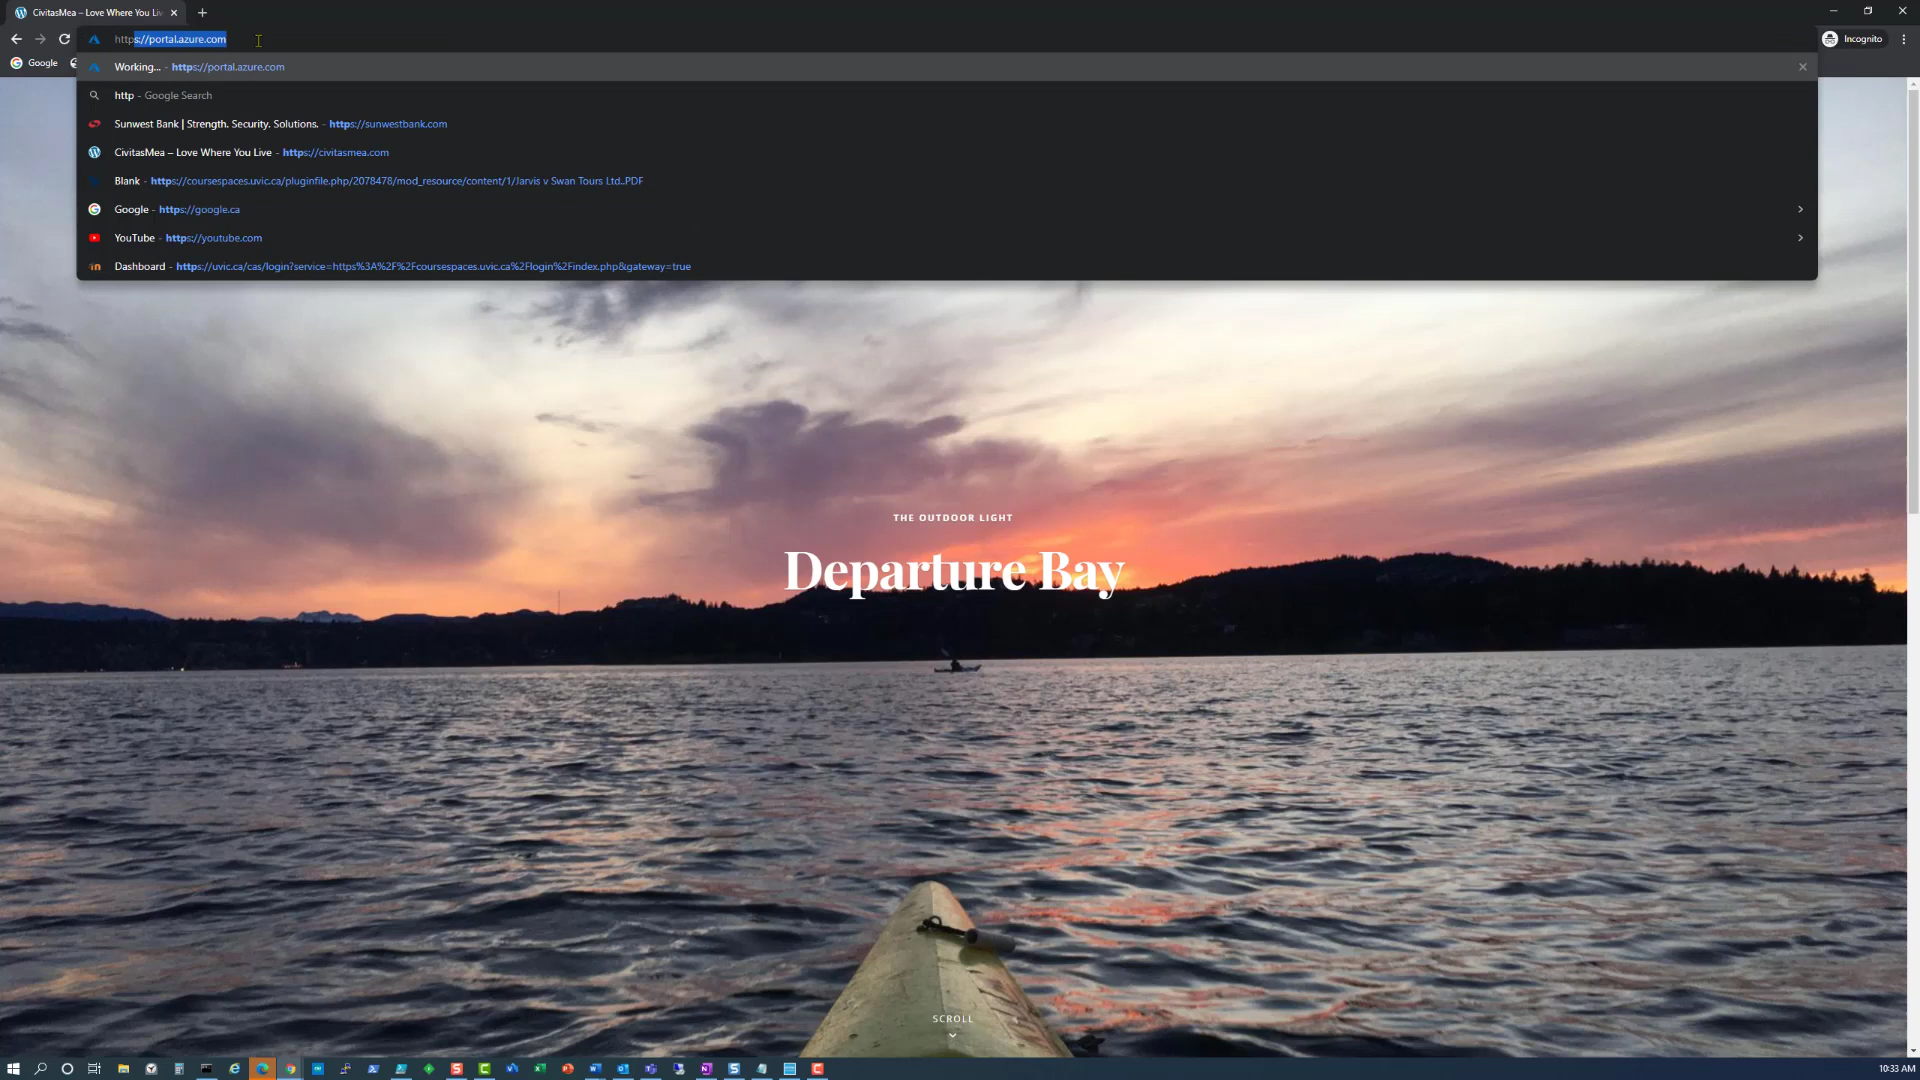 CivitasMea – Love Where You Liv
https://portal.azure.com
Incognito
Google
Working... - https://portal.azure.com
http - Google Search
Sunwest Bank | Strength. Security. Solutions. - https://sunwestbank.com
CivitasMea – Love Where You Live - https://civitasmea.com
Blank - https://coursespaces.uvic.ca/pluginfile.php/2078478/mod_resource/content/1/Jarvis v Swan Tours Ltd..PDF
Google - https://google.ca
YouTube - https://youtube.com
Dashboard - https://uvic.ca/cas/login?service=https%3A%2F%2Fcoursespaces.uvic.ca%2Flogin%2Findex.php&gateway=true
THE OUTDOOR LIGHT
Departure Bay
SCROLL
10:33 AM